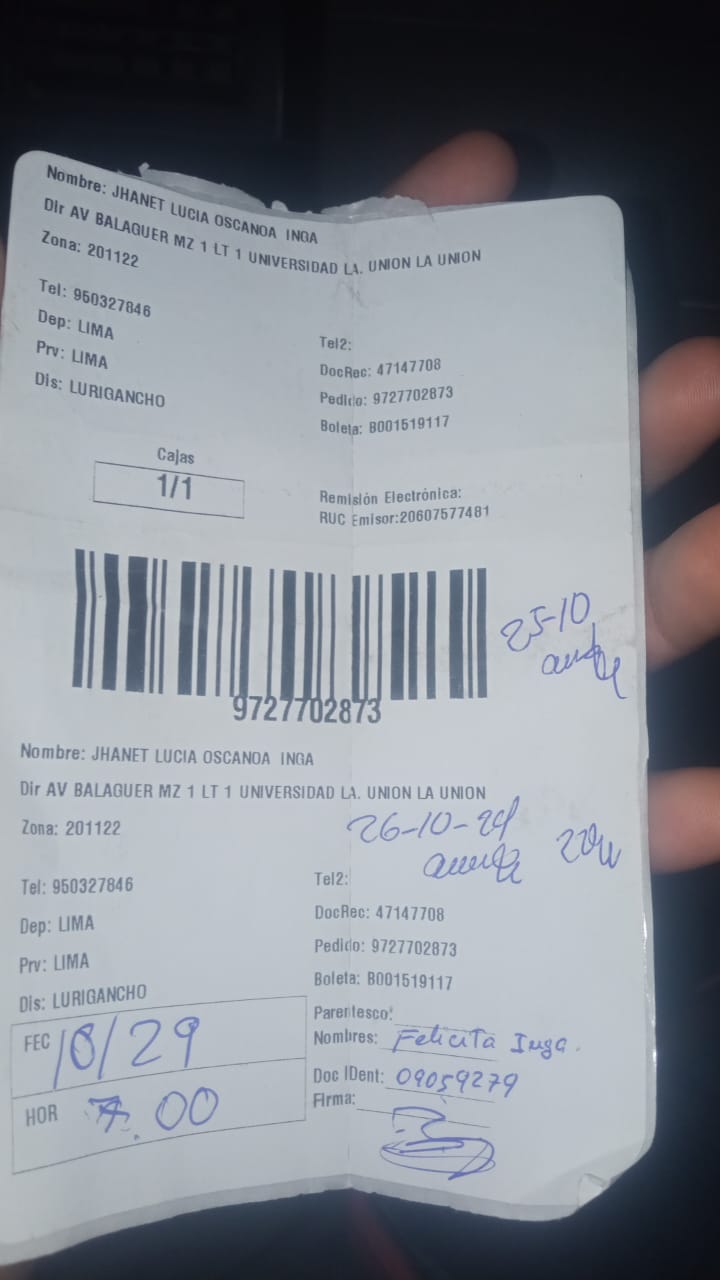 Nombre: JHANET LUCIA OSCANOA INGA
Dir AV BALAGUER MZ 1 LT 1 UNIVERSIDAD LA. UNION LA UNION
Zona: 201122
Tel: 950327846
Dep: LIMA
Prv: LIMA
Dis: LURIGANCHO
Tel2:
DocRec: 47147708
Pedido: 9727702873
Boleta: B001519117
Cajas
1/1
Remisión Electrónica:
RUC Emisor:20607577481
25-10
9727702873
Nombre: JHANET LUCIA OSCANOA INGA
Dir AV BALAGUER MZ 1 LT 1 UNIVERSIDAD LA. UNION LA UNION
Zona: 201122
26-10-24
Tel: 950327846
Dep: LIMA
Prv: LIMA
Dis: LURIGANCHO
Tel2:
DocRec: 47147708
Pedido: 9727702873
Boleta: B001519117
FEC 10/29
HOR 7.00
Parentesco:
Nombres: Felicita Inga.
Doc IDent: 09059279
Firma: